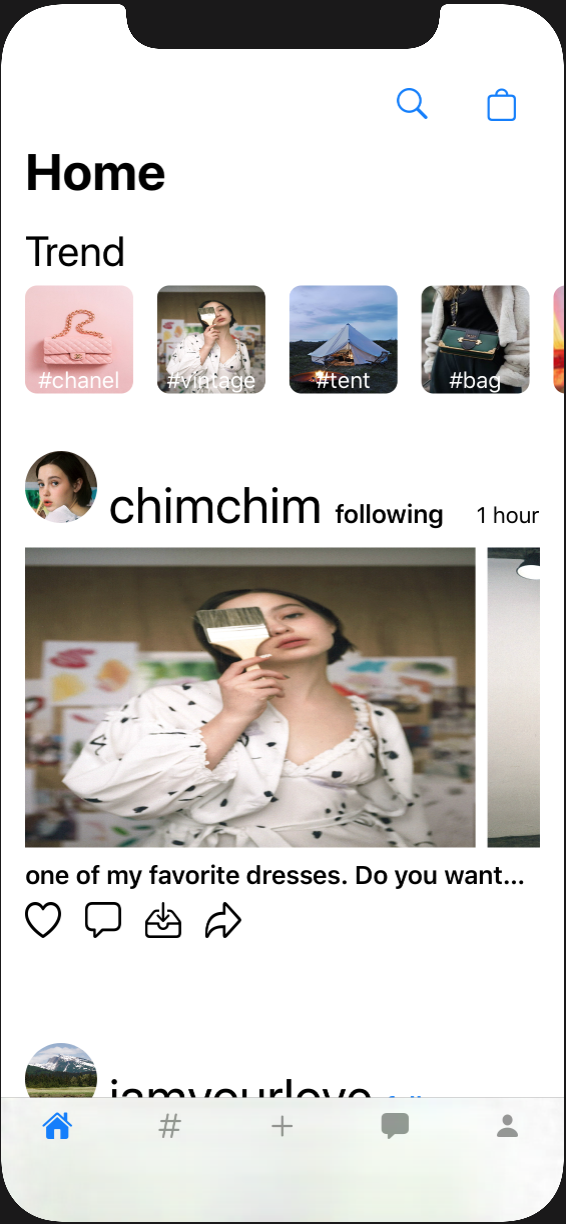 Home
Trend
#chanel #vintage #tent #bag
chimchim following 1 hour
one of my favorite dresses. Do you want...
iamyourlove